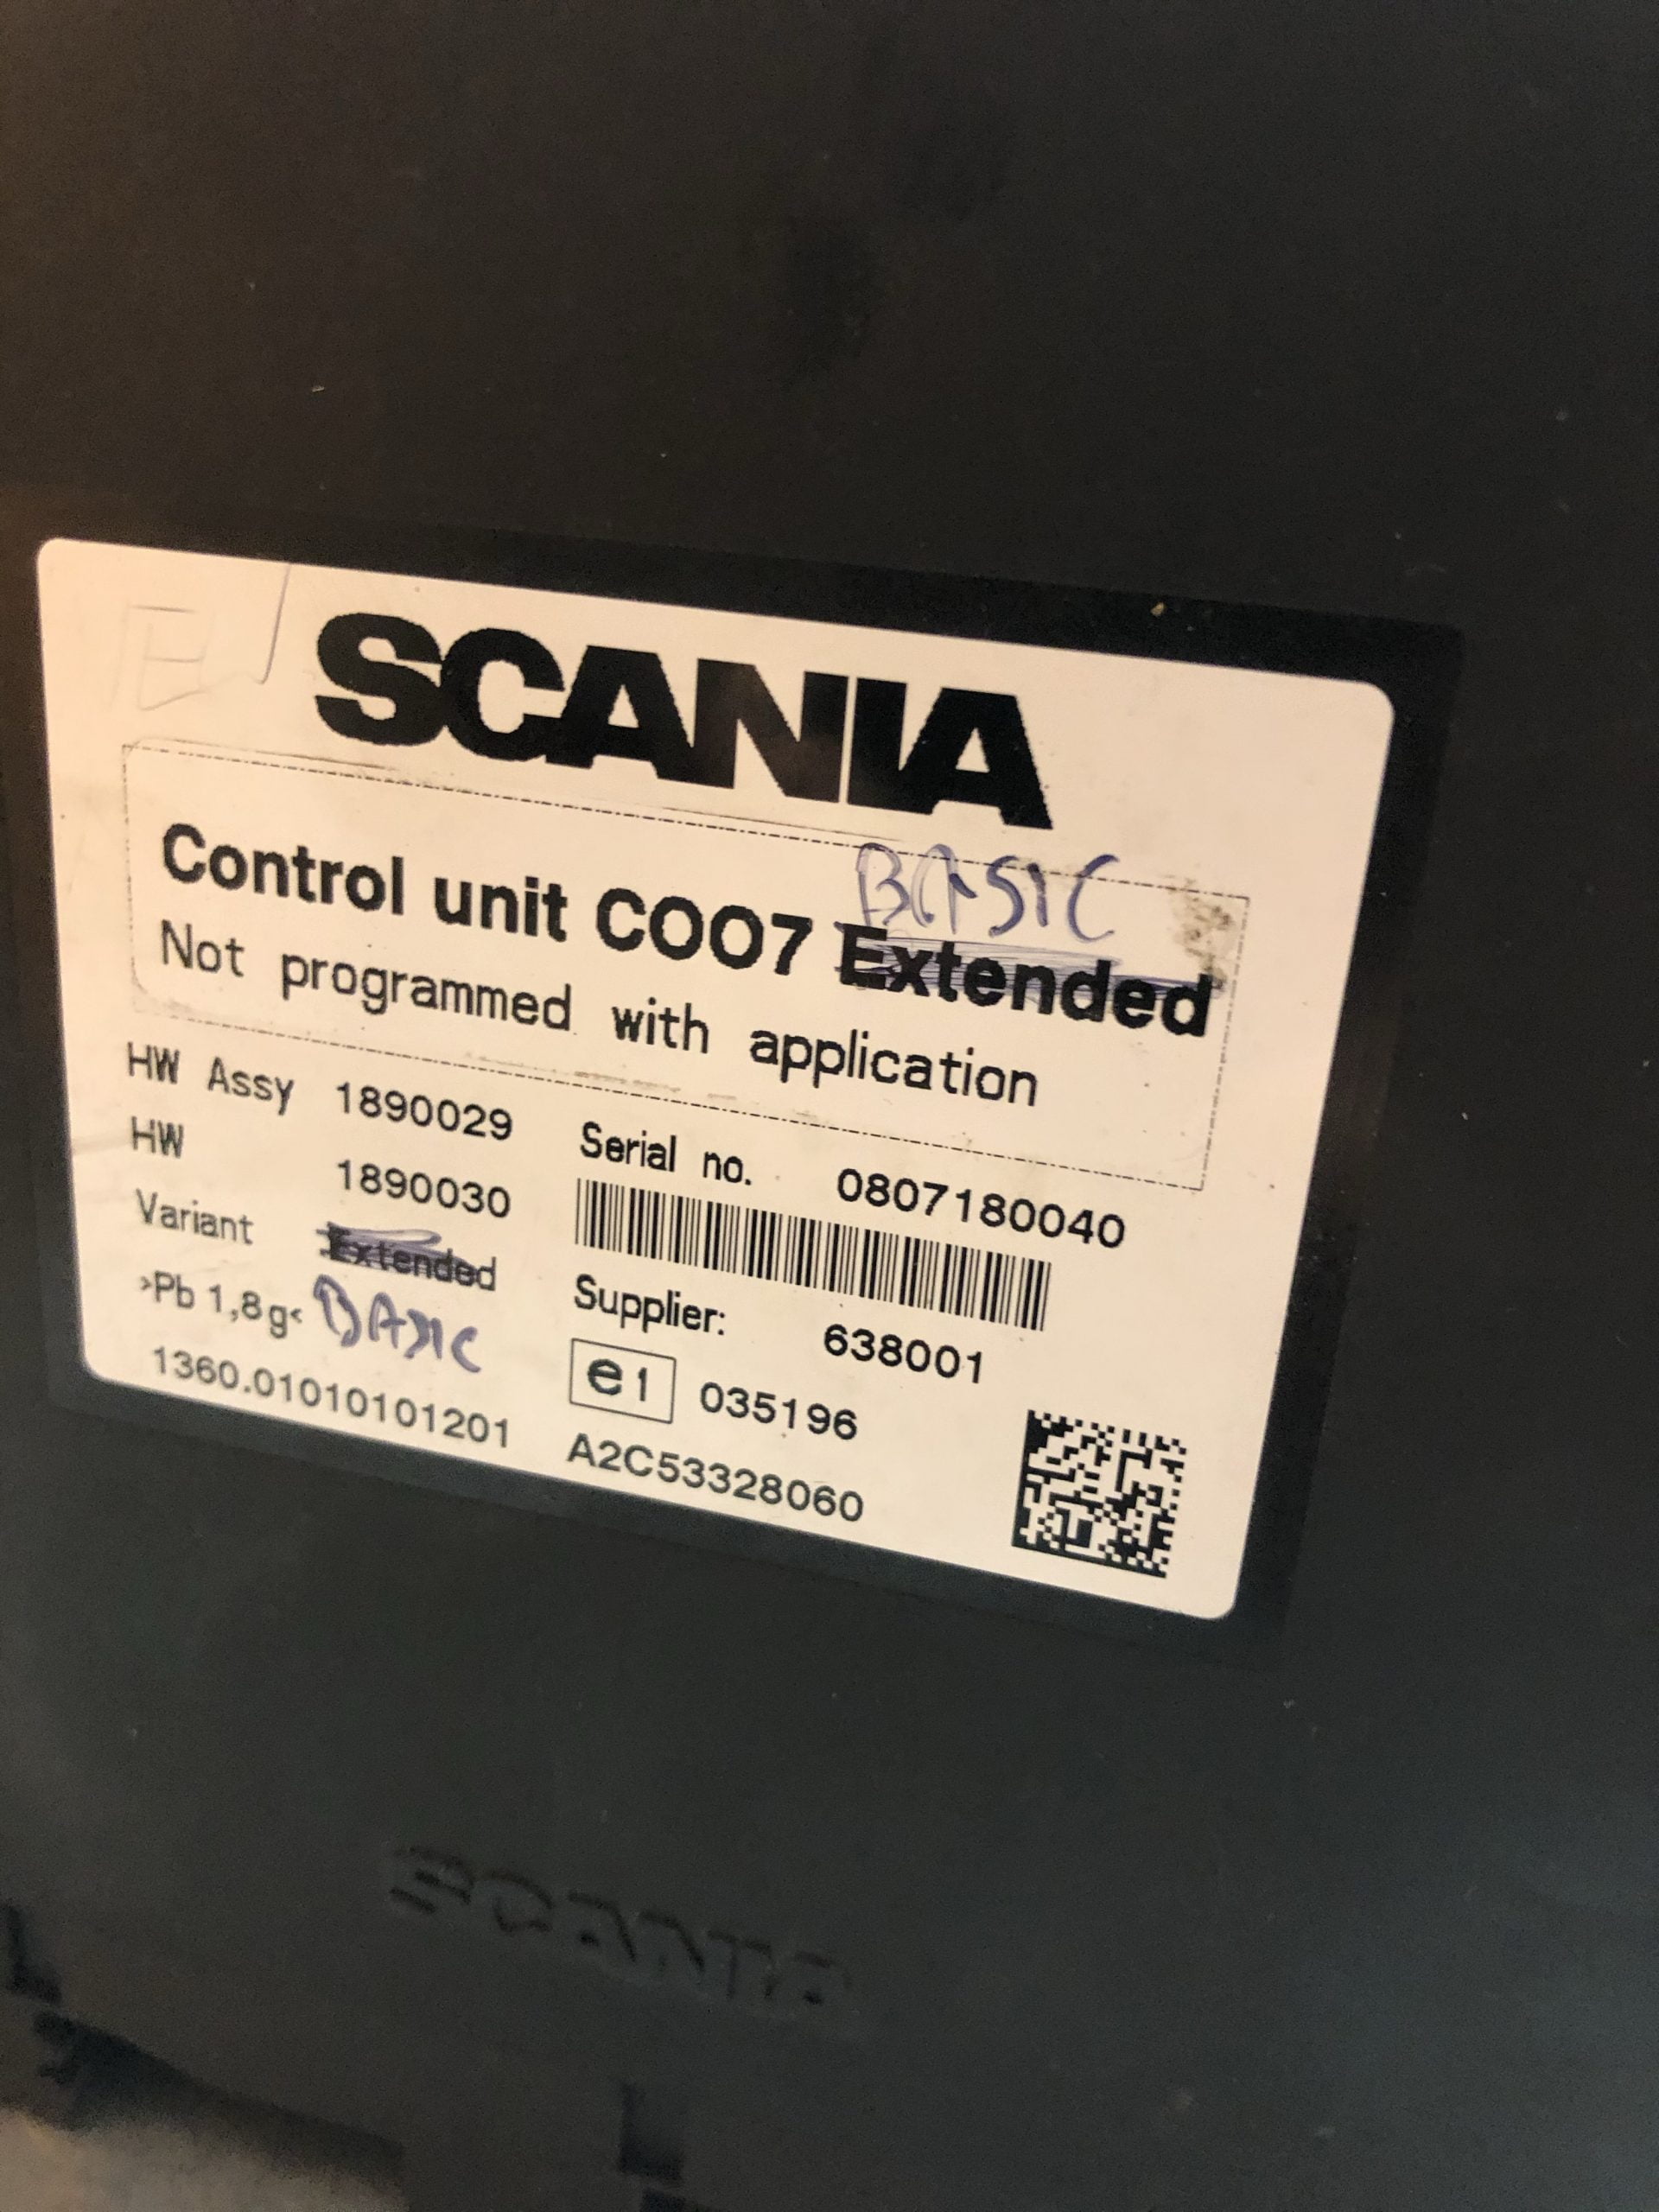 SCANIA
BASIC
Control unit COO7 Extended
Not programmed with application
HW Assy 1890029
HW 1890030
Variant Extended
>Pb 1,8g< BASIC
1360.01010101201
Serial no. 0807180040
Supplier: 638001
e1 035196
A2C53328060
SCANIA